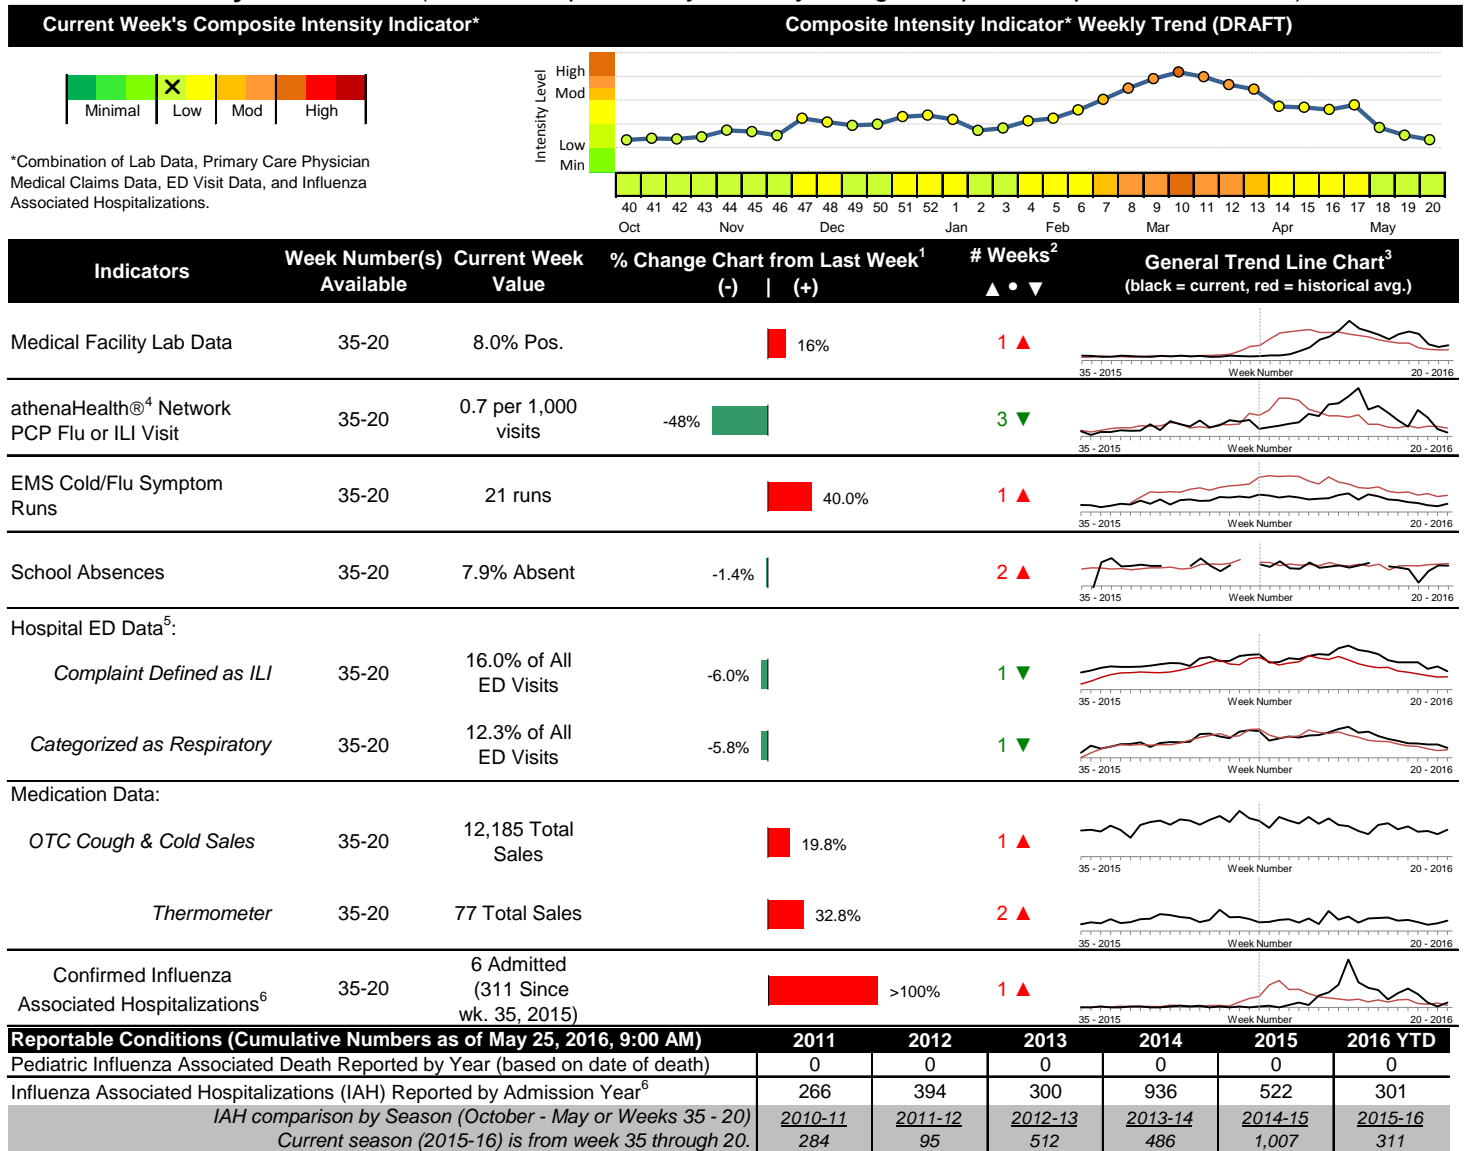 Current Week's Composite Intensity Indicator*
Composite Intensity Indicator* Weekly Trend (DRAFT)
Minimal Low Mod High
*Combination of Lab Data, Primary Care Physician
Medical Claims Data, ED Visit Data, and Influenza
Associated Hospitalizations.
Intensity Level
High
Mod
Low
Min
40 41 42 43 44 45 46 47 48 49 50 51 52 1 2 3 4 5 6 7 8 9 10 11 12 13 14 15 16 17 18 19 20
Oct Nov Dec Jan Feb Mar Apr May
Indicators
Week Number(s)
Available
Current Week
Value
% Change Chart from Last Week1
(-) | (+)
# Weeks2
▲ • ▼
General Trend Line Chart3
(black = current, red = historical avg.)
Medical Facility Lab Data 35-20 8.0% Pos. 16% 1 ▲
35 - 2015 Week Number 20 - 2016
athenaHealth®4 Network
PCP Flu or ILI Visit
35-20
0.7 per 1,000
visits
-48% 3 ▼
35 - 2015 Week Number 20 - 2016
EMS Cold/Flu Symptom
Runs
35-20 21 runs 40.0% 1 ▲
35 - 2015 Week Number 20 - 2016
School Absences 35-20 7.9% Absent -1.4% 2 ▲
35 - 2015 Week Number 20 - 2016
Hospital ED Data5:
Complaint Defined as ILI 35-20
16.0% of All
ED Visits
-6.0% 1 ▼
35 - 2015 Week Number 20 - 2016
Categorized as Respiratory 35-20
12.3% of All
ED Visits
-5.8% 1 ▼
35 - 2015 Week Number 20 - 2016
Medication Data:
OTC Cough & Cold Sales 35-20
12,185 Total
Sales
19.8% 1 ▲
35 - 2015 Week Number 20 - 2016
Thermometer 35-20 77 Total Sales 32.8% 2 ▲
35 - 2015 Week Number 20 - 2016
Confirmed Influenza
Associated Hospitalizations6
35-20
6 Admitted
(311 Since
wk. 35, 2015)
>100% 1 ▲
35 - 2015 Week Number 20 - 2016
Reportable Conditions (Cumulative Numbers as of May 25, 2016, 9:00 AM) 2011 2012 2013 2014 2015 2016 YTD
Pediatric Influenza Associated Death Reported by Year (based on date of death) 0 0 0 0 0 0
Influenza Associated Hospitalizations (IAH) Reported by Admission Year6 266 394 300 936 522 301
IAH comparison by Season (October - May or Weeks 35 - 20) 2010-11 2011-12 2012-13 2013-14 2014-15 2015-16
Current season (2015-16) is from week 35 through 20. 284 95 512 486 1,007 311